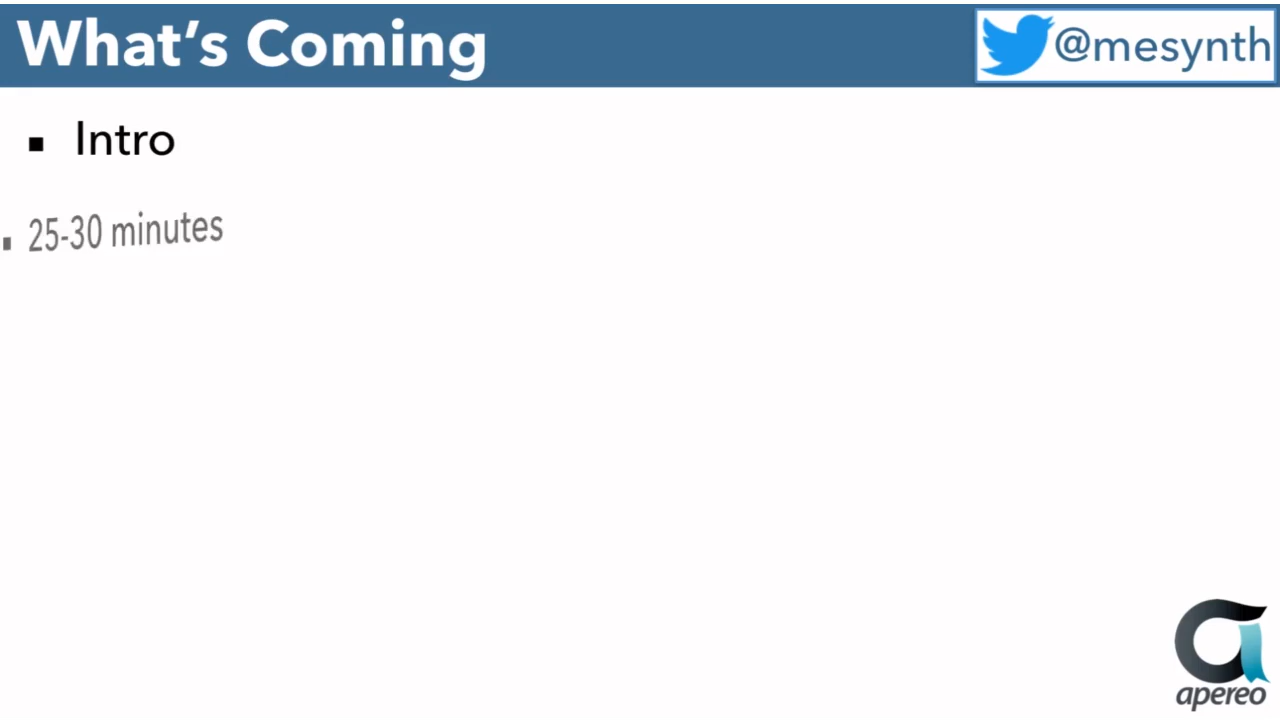 What's Coming
@mesynth
▪ Intro
▪ 25-30 minutes
apereo